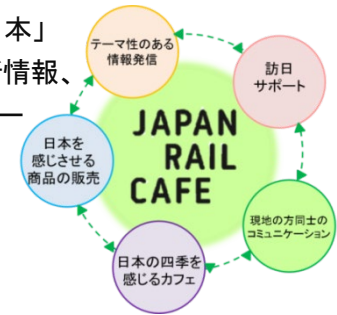 本」
情報、
ー
テーマ性のある
情報発信
訪日
サポート
日本を
感じさせる
商品の販売
JAPAN
RAIL
CAFE
現地の方同士の
コミュニケーション
日本の四季を
感じるカフェ